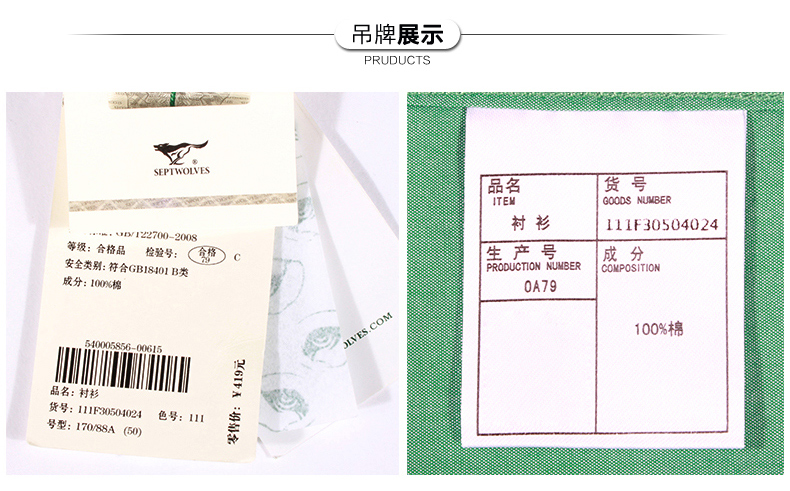 吊牌展示
PRUDUCTS
SEPTWOLVES
®
GB/T22700-2008
等级: 合格品 检验号: 合格 79 C
安全类别: 符合GB18401 B类
成分: 100%棉
540005856-00615
品名: 衬衫
货号: 111F30504024 色号: 111
号型: 170/88A (50)
零售价: ¥419元
WOLVES.COM
品名 货号
ITEM GOODS NUMBER
衬衫 111F30504024
生产号 成分
PRODUCTION NUMBER COMPOSITION
0A79
100%棉